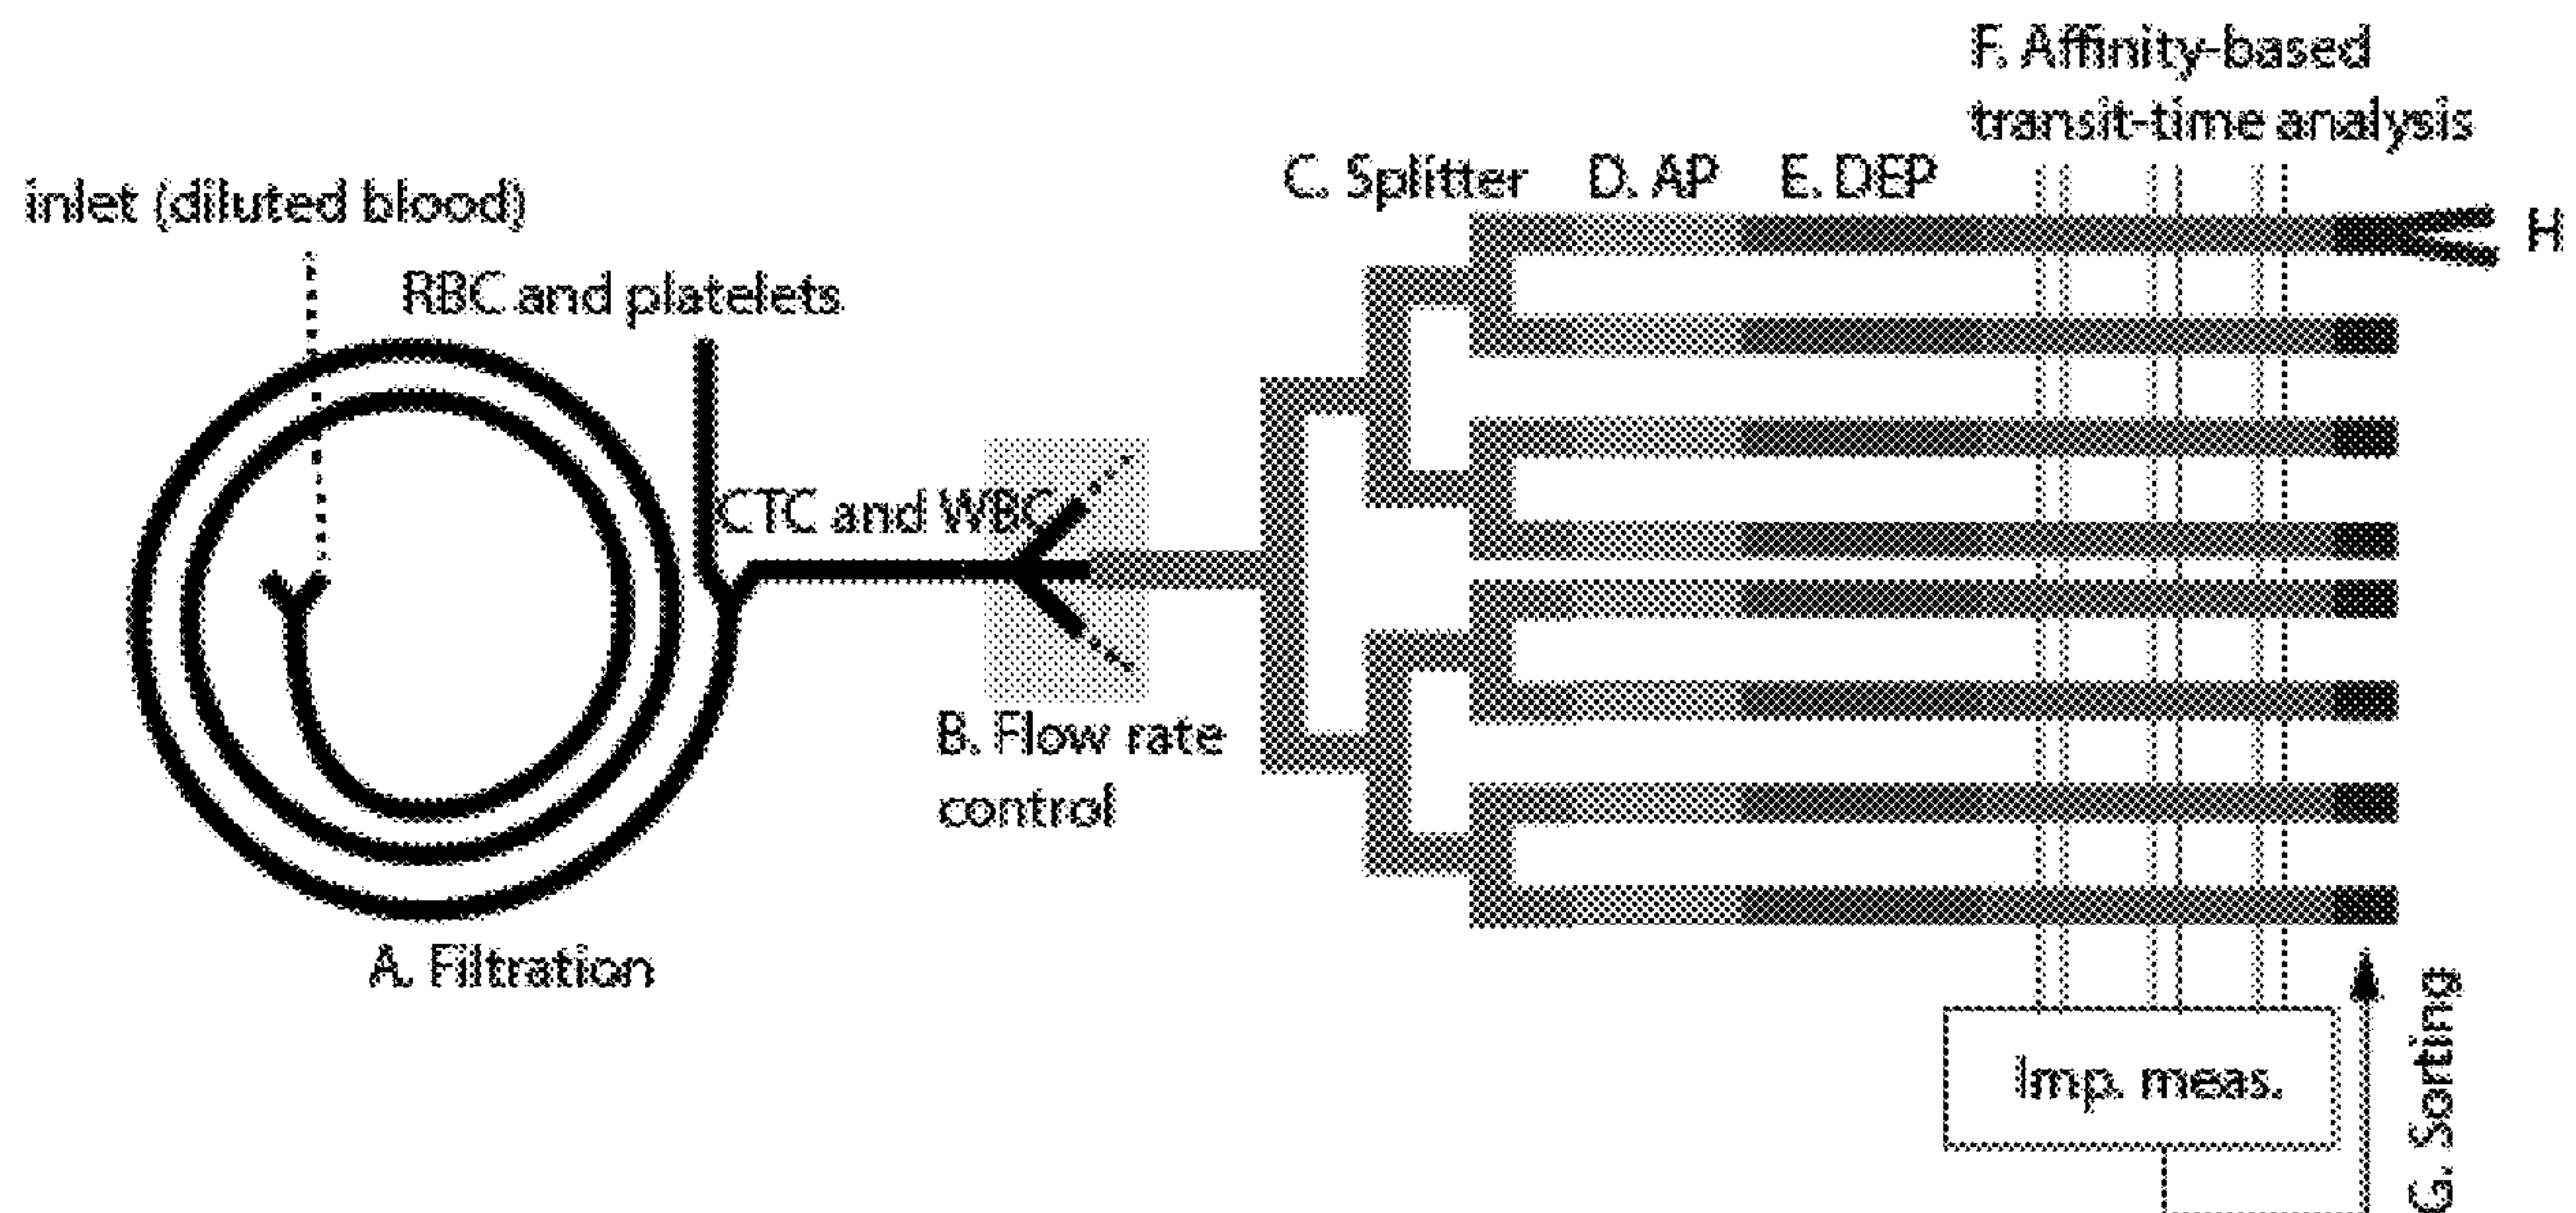 F. Affinity-based
transit-time analysis
C. Splitter
D. AP
E. DEP
inlet (diluted blood)
H
RBC and platelets
CTC and WBC
B. Flow rate
control
A. Filtration
Imp. meas.
G. Sorting